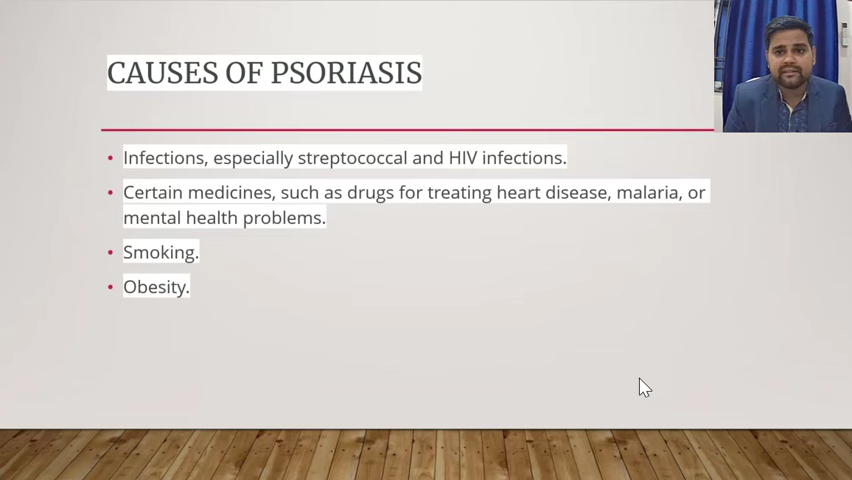 CAUSES OF PSORIASIS
• Infections, especially streptococcal and HIV infections.
• Certain medicines, such as drugs for treating heart disease, malaria, or
mental health problems.
• Smoking.
• Obesity.